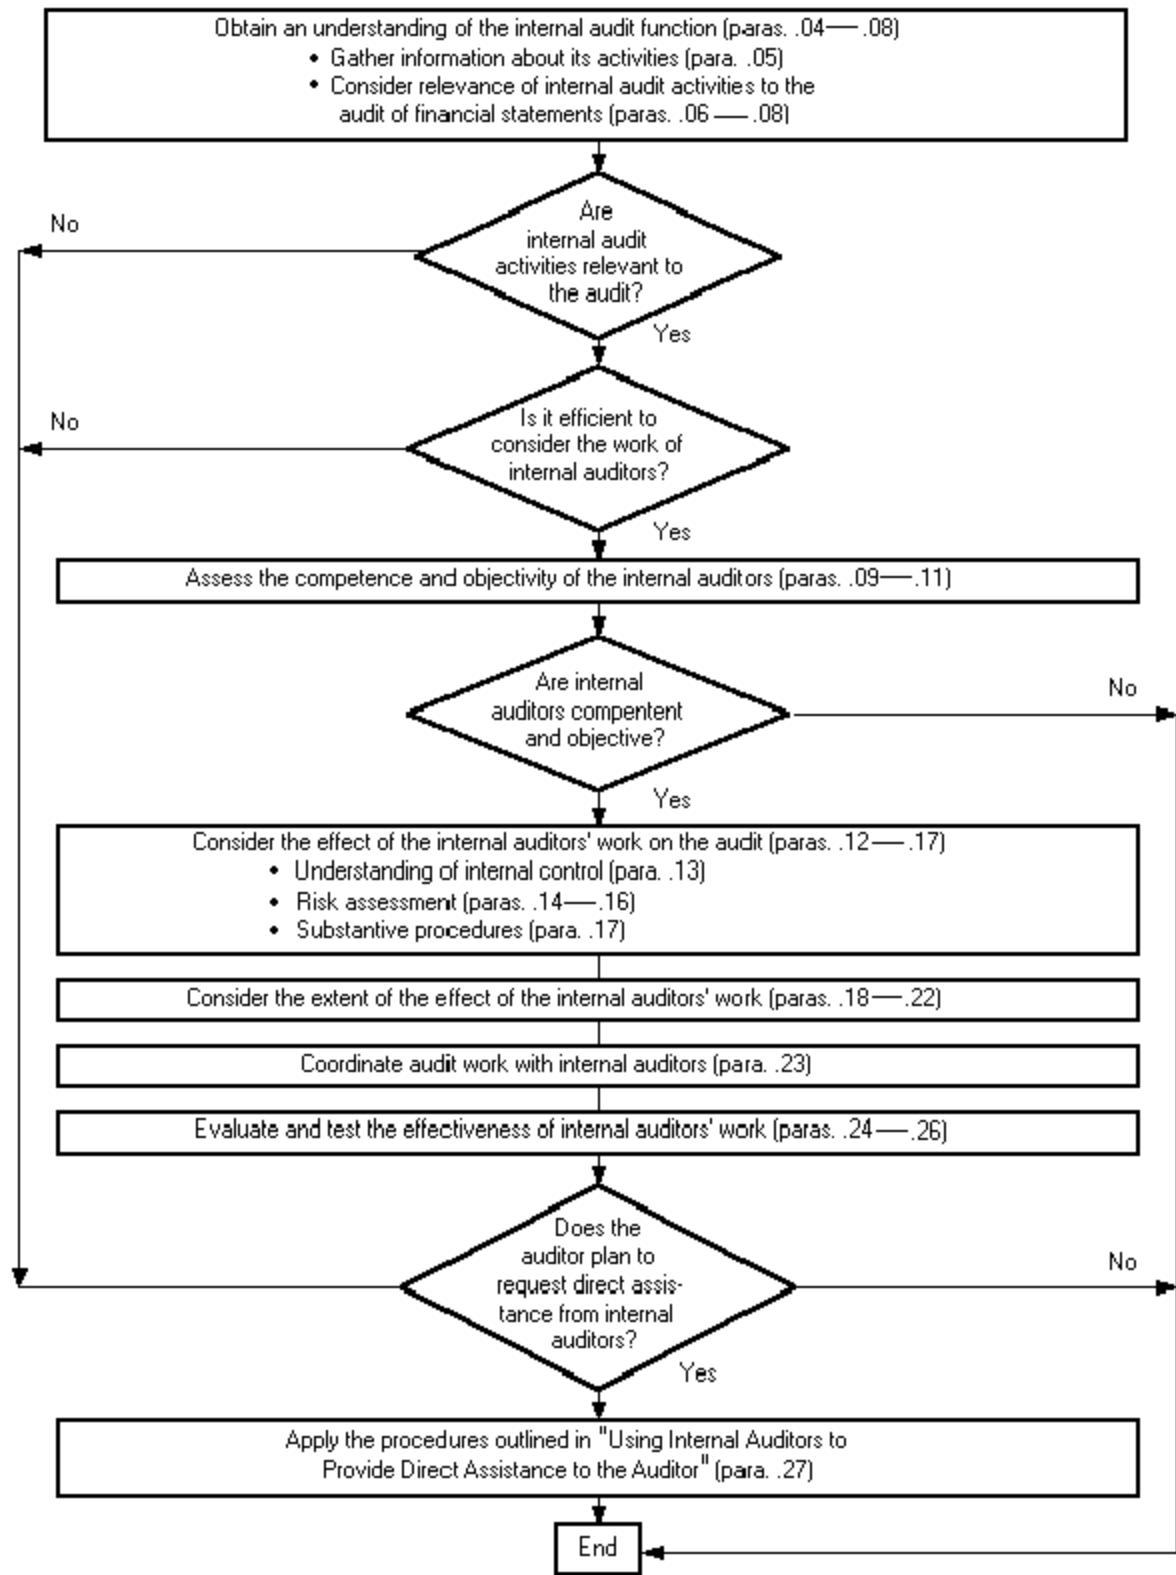 Obtain an understanding of the internal audit function (paras. .04—.08)
• Gather information about its activities (para. .05)
• Consider relevance of internal audit activities to the
audit of financial statements (paras. .06—.08)
No
Are
internal audit
activities relevant to
the audit?
Yes
No
Is it efficient to
consider the work of
internal auditors?
Yes
Assess the competence and objectivity of the internal auditors (paras. .09—.11)
Are internal
auditors compentent
and objective?
No
Yes
Consider the effect of the internal auditors' work on the audit (paras. .12—.17)
• Understanding of internal control (para. .13)
• Risk assessment (paras. .14—.16)
• Substantive procedures (para. .17)
Consider the extent of the effect of the internal auditors' work (paras. .18—.22)
Coordinate audit work with internal auditors (para. .23)
Evaluate and test the effectiveness of internal auditors' work (paras. .24—.26)
Does the
auditor plan to
request direct assis-
tance from internal
auditors?
No
Yes
Apply the procedures outlined in "Using Internal Auditors to
Provide Direct Assistance to the Auditor" (para. .27)
End